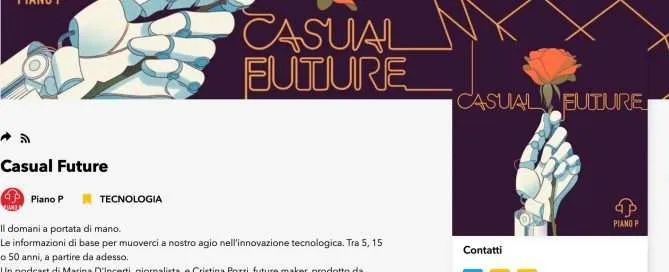 PIANO P
CASUAL
FUTURE
CASUAL FUTURE
PIANO P
Casual Future
PIANO P
Piano P
TECNOLOGIA
Il domani a portata di mano.
Le informazioni di base per muoverci a nostro agio nell'innovazione tecnologica. Tra 5, 15
o 50 anni, a partire da adesso.
Un podcast di Marina D'Incerti, giornalista, e Cristina Pozzi, future maker, prodotto da
Contatti